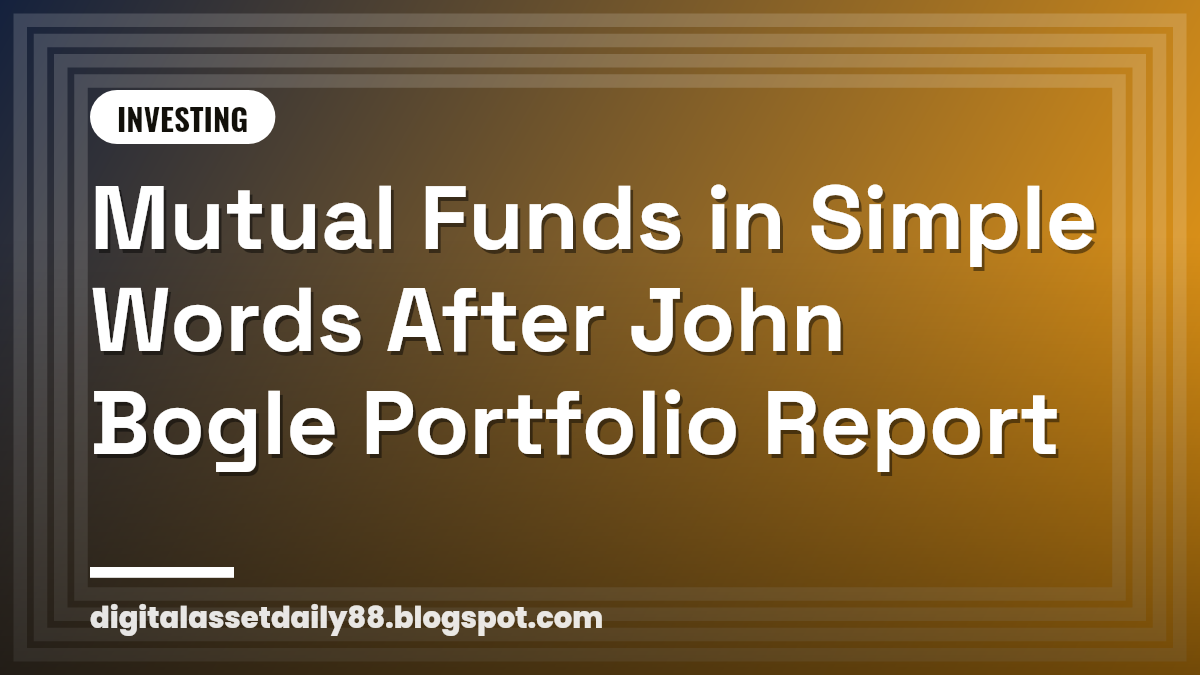 INVESTING
Mutual Funds in Simple
Words After John
Bogle Portfolio Report
digitalassetdaily88.blogspot.com